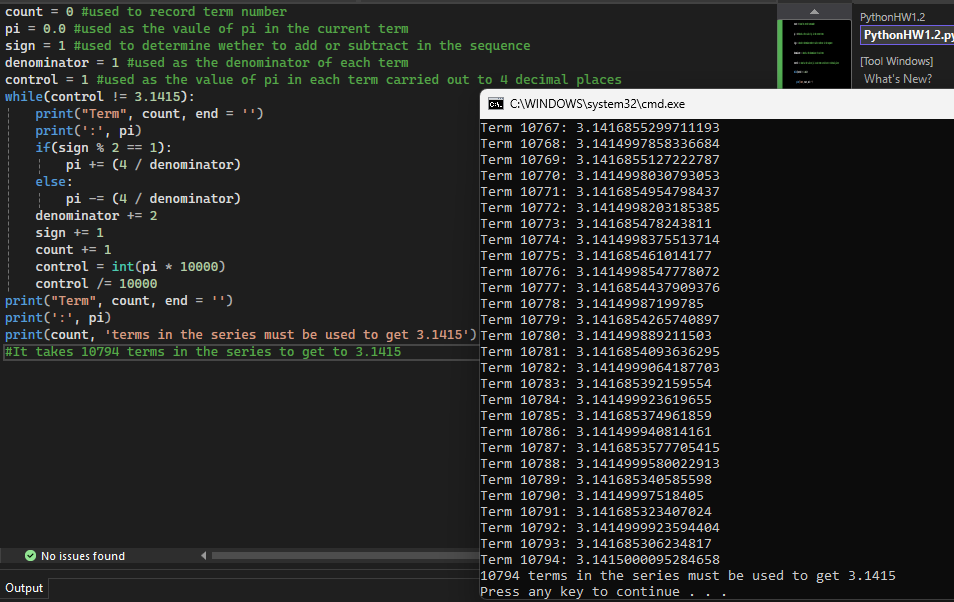 count = 0 #used to record term number
pi = 0.0 #used as the vaule of pi in the current term
sign = 1 #used to determine wether to add or subtract in the sequence
denominator = 1 #used as the denominator of each term
control = 1 #used as the value of pi in each term carried out to 4 decimal places
while(control != 3.1415):
    print("Term", count, end = '')
    print(':', pi)
    if(sign % 2 == 1):
        pi += (4 / denominator)
    else:
        pi -= (4 / denominator)
    denominator += 2
    sign += 1
    count += 1
    control = int(pi * 10000)
    control /= 10000
print("Term", count, end = '')
print(':', pi)
print(count, 'terms in the series must be used to get 3.1415')
#It takes 10794 terms in the series to get to 3.1415
No issues found
Output
PythonHW1.2
PythonHW1.2.py
[Tool Windows]
What's New?
C:\WINDOWS\system32\cmd.exe
Term 10767: 3.1416855299711193
Term 10768: 3.1414997858336684
Term 10769: 3.1416855127222787
Term 10770: 3.1414998030793053
Term 10771: 3.1416854954798437
Term 10772: 3.1414998203185385
Term 10773: 3.141685478243811
Term 10774: 3.1414998375513714
Term 10775: 3.141685461014177
Term 10776: 3.1414998547778072
Term 10777: 3.1416854437909376
Term 10778: 3.14149987199785
Term 10779: 3.1416854265740897
Term 10780: 3.141499889211503
Term 10781: 3.1416854093636295
Term 10782: 3.1414999064187703
Term 10783: 3.141685392159554
Term 10784: 3.141499923619655
Term 10785: 3.141685374961859
Term 10786: 3.141499940814161
Term 10787: 3.1416853577705415
Term 10788: 3.1414999580022913
Term 10789: 3.141685340585598
Term 10790: 3.14149997518405
Term 10791: 3.141685323407024
Term 10792: 3.1414999923594404
Term 10793: 3.141685306234817
Term 10794: 3.1415000095284658
10794 terms in the series must be used to get 3.1415
Press any key to continue . . .